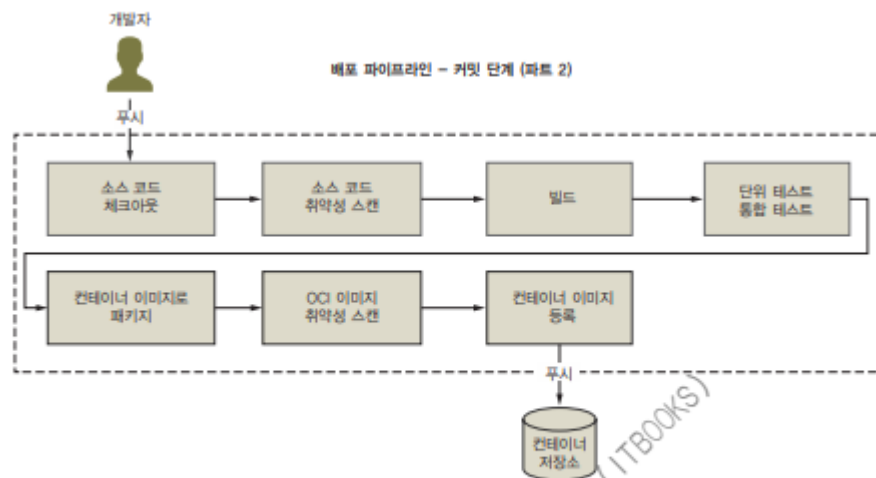 개발자
배포 파이프라인 – 커밋 단계 (파트 2)
푸시
소스 코드
체크아웃
소스 코드
취약성 스캔
빌드
단위 테스트
통합 테스트
컨테이너 이미지로
패키지
OCI 이미지
취약성 스캔
컨테이너 이미지
등록
푸시
컨테이너
저장소
(ITBOOKS)